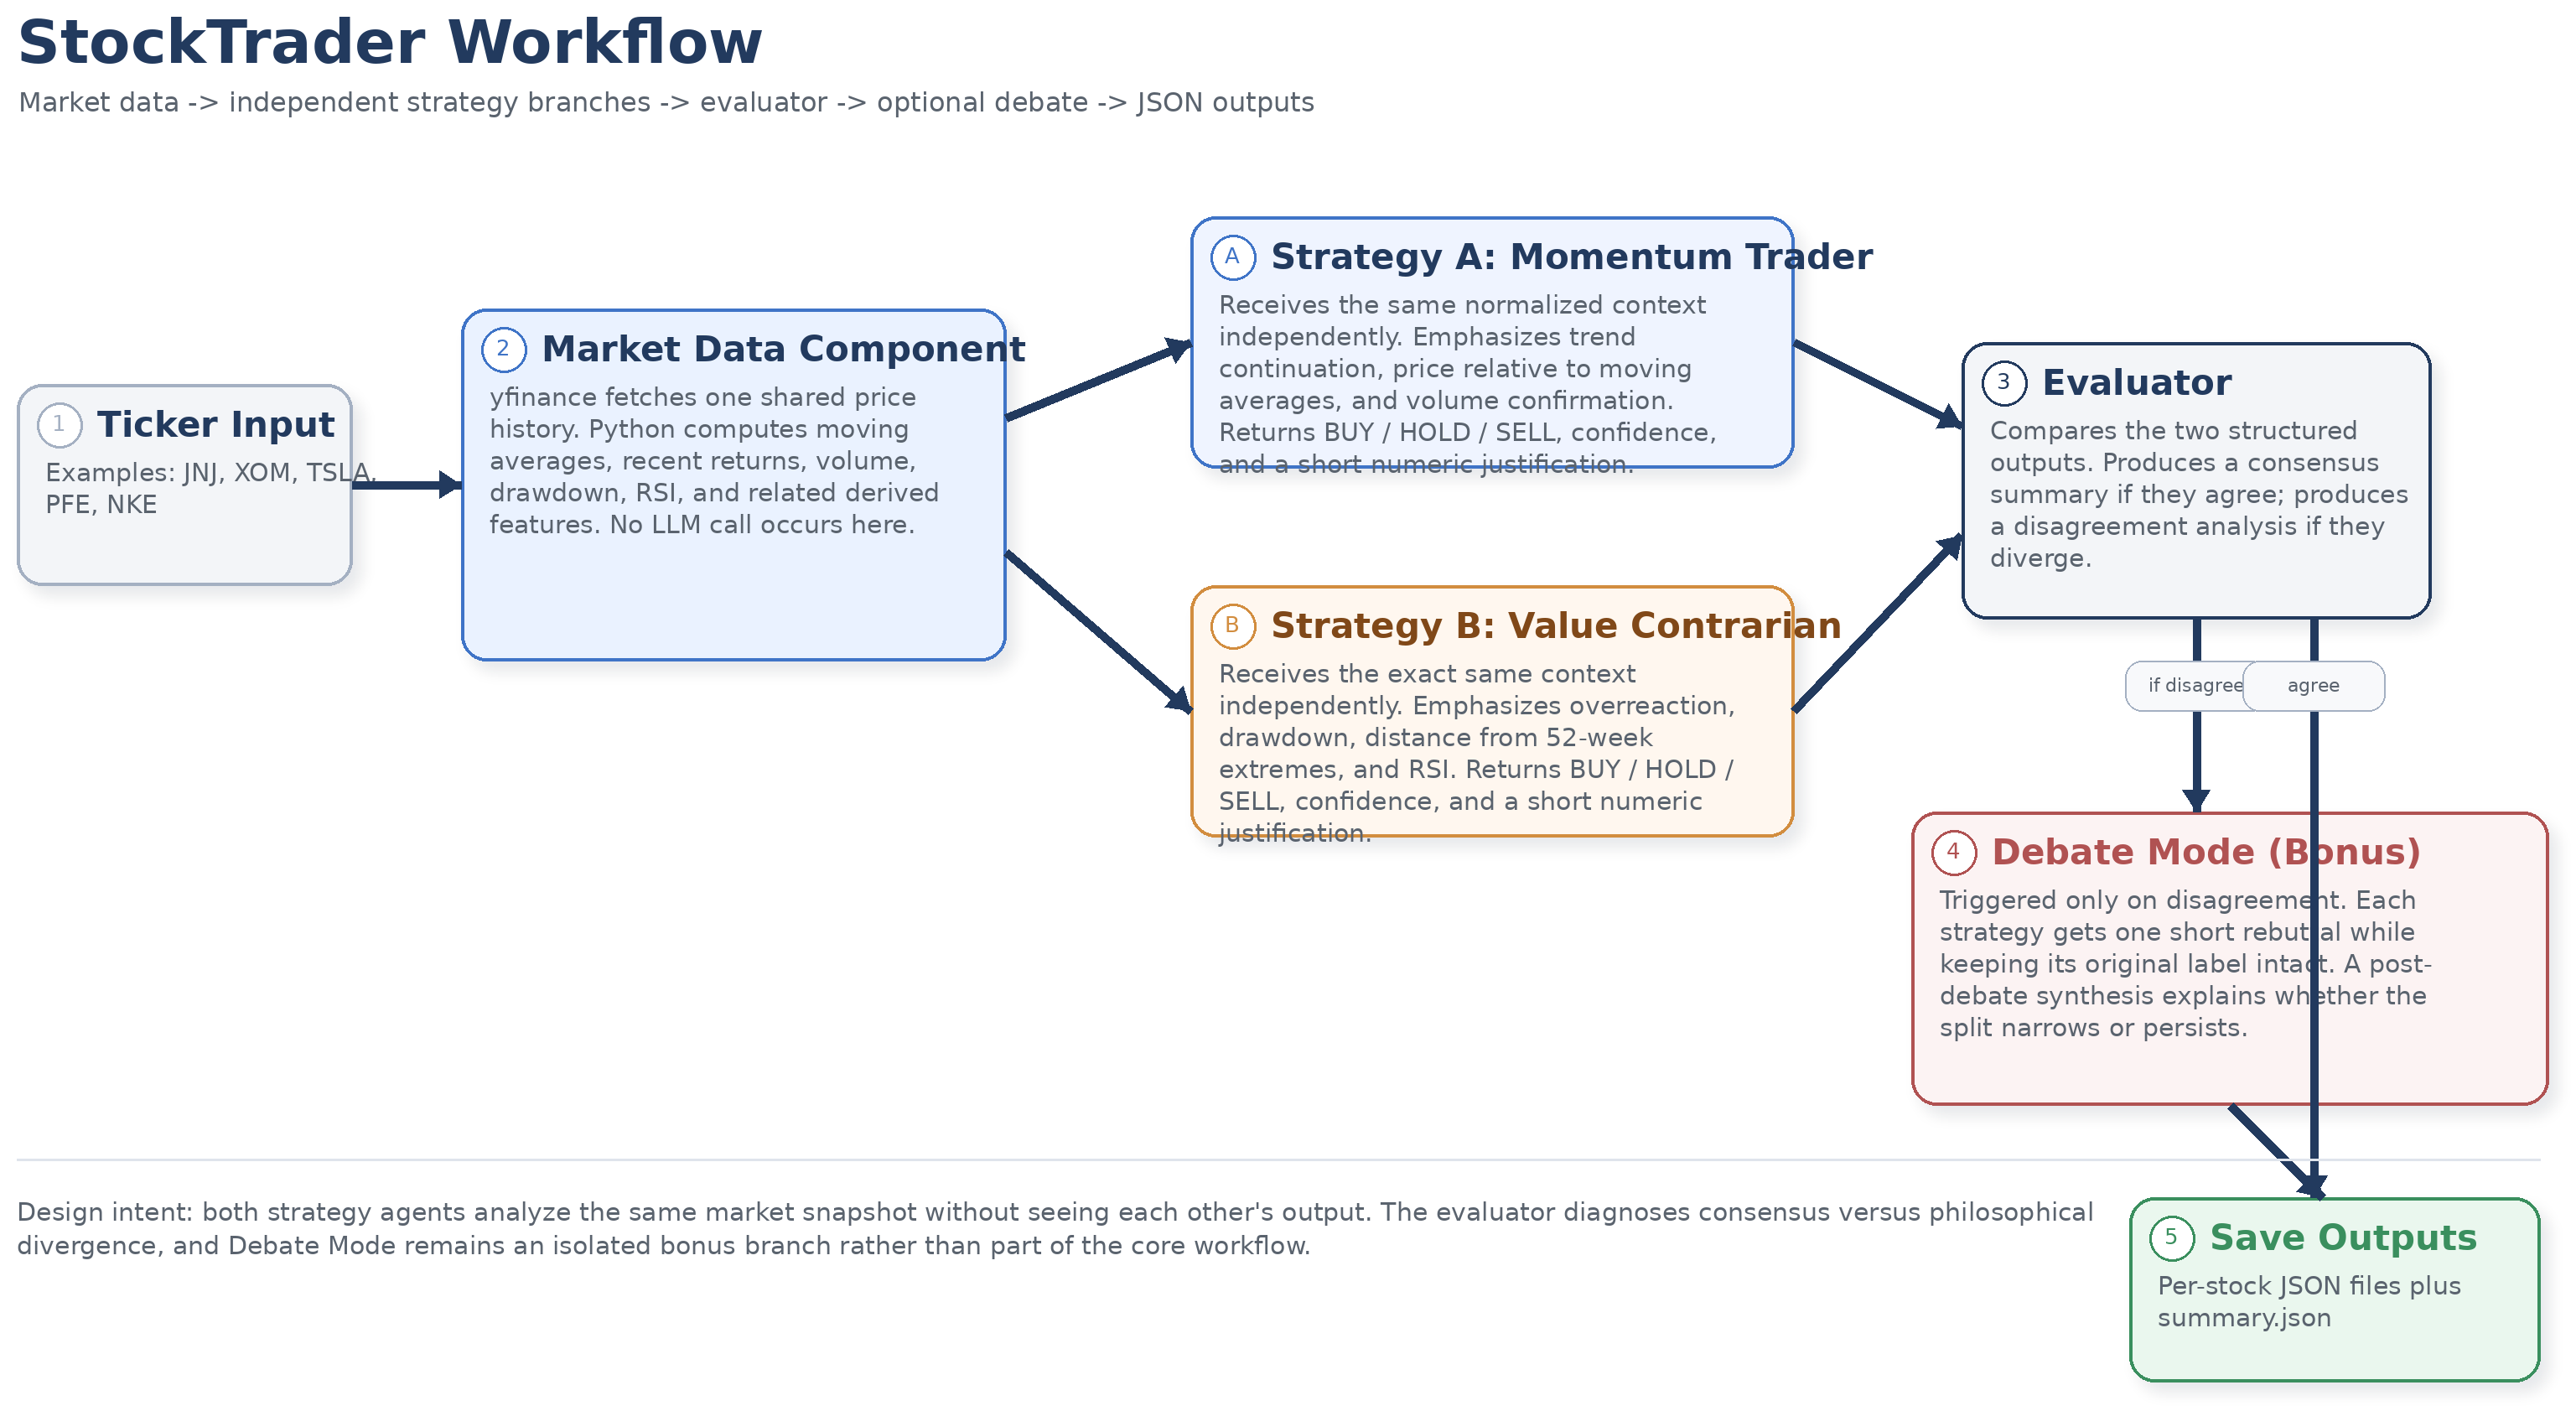 StockTrader Workflow
Market data -> independent strategy branches -> evaluator -> optional debate -> JSON outputs
1
Ticker Input
Examples: JNJ, XOM, TSLA,
PFE, NKE
2
Market Data Component
yfinance fetches one shared price
history. Python computes moving
averages, recent returns, volume,
drawdown, RSI, and related derived
features. No LLM call occurs here.
A
Strategy A: Momentum Trader
Receives the same normalized context
independently. Emphasizes trend
continuation, price relative to moving
averages, and volume confirmation.
Returns BUY / HOLD / SELL, confidence,
and a short numeric justification.
B
Strategy B: Value Contrarian
Receives the exact same context
independently. Emphasizes overreaction,
drawdown, distance from 52-week
extremes, and RSI. Returns BUY / HOLD /
SELL, confidence, and a short numeric
justification.
3
Evaluator
Compares the two structured
outputs. Produces a consensus
summary if they agree; produces
a disagreement analysis if they
diverge.
if disagree
agree
4
Debate Mode (Bonus)
Triggered only on disagreement. Each
strategy gets one short rebuttal while
keeping its original label intact. A post-
debate synthesis explains whether the
split narrows or persists.
Design intent: both strategy agents analyze the same market snapshot without seeing each other's output. The evaluator diagnoses consensus versus philosophical
divergence, and Debate Mode remains an isolated bonus branch rather than part of the core workflow.
5
Save Outputs
Per-stock JSON files plus
summary.json